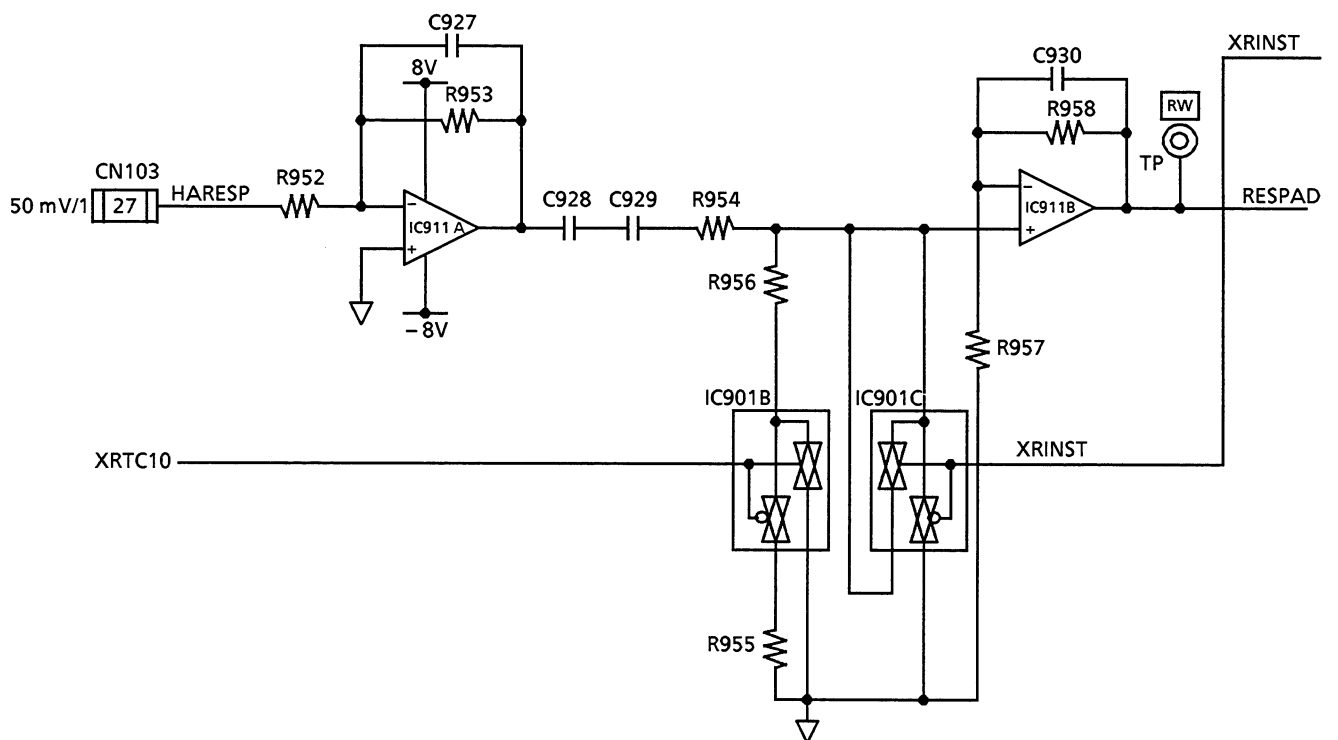 C927
8V
R953
C930
R958
XRINST
RW
TP
CN103
50 mV/1
27
HARESP
R952
−
IC911 A
+
C928
C929
R954
−
IC911B
+
RESPAD
R956
− 8V
R957
IC901B
IC901C
XRTC10
XRINST
R955